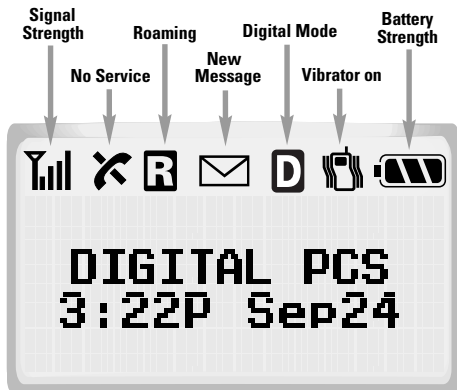 Signal Strength
No Service
Roaming
New Message
Digital Mode
Vibrator on
Battery Strength
R
D
DIGITAL PCS
3:22P Sep24